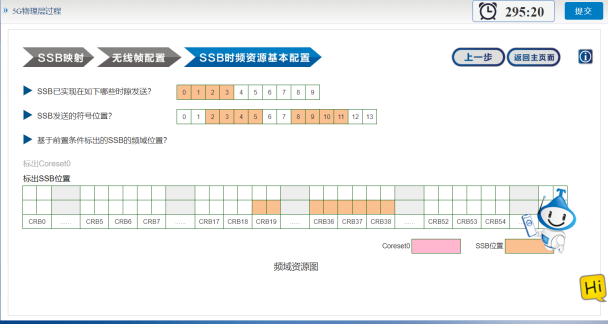 5G物理层过程
295:20
提交
SSB映射
无线帧配置
SSB时频资源基本配置
上一步
返回主页面
SSB已实现在如下哪些时隙发送？
0 1 2 3 4 5 6 7 8 9
SSB发送的符号位置？
0 1 2 3 4 5 6 7 8 9 10 11 12 13
基于前置条件标出的SSB的频域位置？
标出Coreset0
标出SSB位置
CRB0 ...... CRB5 CRB6 CRB7 ...... CRB17 CRB18 CRB19 ...... CRB36 CRB37 CRB38 ...... CRB52 CRB53 CRB54
Coreset0
SSB位置
频域资源图
Hi